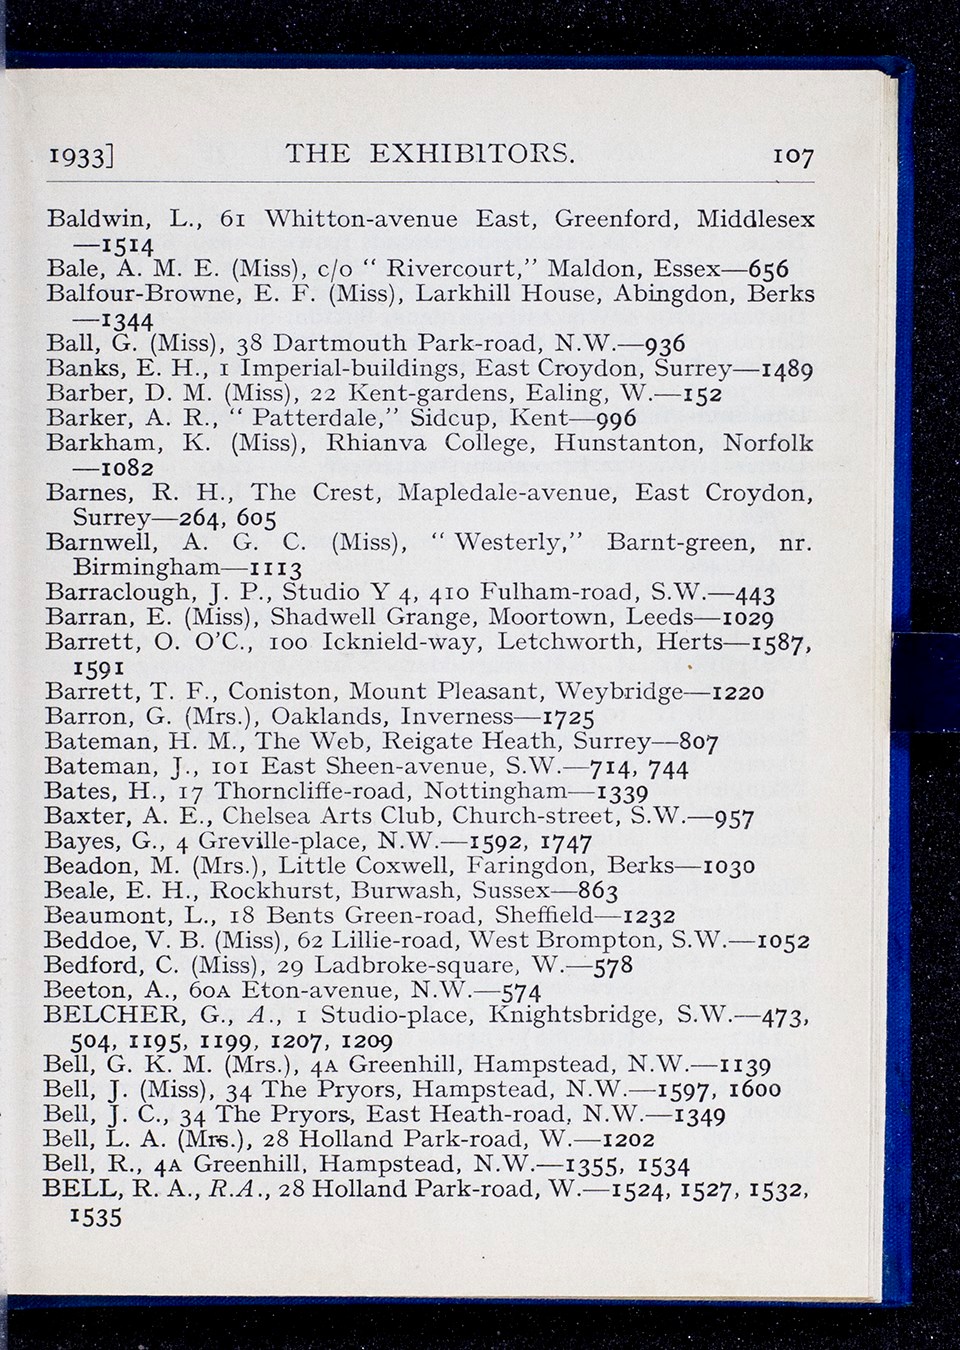 1933] THE EXHIBITORS. 107
Baldwin, L., 61 Whitton-avenue East, Greenford, Middlesex
—1514
Bale, A. M. E. (Miss), c/o “ Rivercourt,” Maldon, Essex—656
Balfour-Browne, E. F. (Miss), Larkhill House, Abingdon, Berks
—1344
Ball, G. (Miss), 38 Dartmouth Park-road, N.W.—936
Banks, E. H., 1 Imperial-buildings, East Croydon, Surrey—1489
Barber, D. M. (Miss), 22 Kent-gardens, Ealing, W.—152
Barker, A. R., “ Patterdale,” Sidcup, Kent—996
Barkham, K. (Miss), Rhianva College, Hunstanton, Norfolk
—1082
Barnes, R. H., The Crest, Mapledale-avenue, East Croydon,
Surrey—264, 605
Barnwell, A. G. C. (Miss), “ Westerly,” Barnt-green, nr.
Birmingham—1113
Barraclough, J. P., Studio Y 4, 410 Fulham-road, S.W.—443
Barran, E. (Miss), Shadwell Grange, Moortown, Leeds—1029
Barrett, O. O’C., 100 Icknield-way, Letchworth, Herts—1587,
1591
Barrett, T. F., Coniston, Mount Pleasant, Weybridge—1220
Barron, G. (Mrs.), Oaklands, Inverness—1725
Bateman, H. M., The Web, Reigate Heath, Surrey—807
Bateman, J., 101 East Sheen-avenue, S.W.—714, 744
Bates, H., 17 Thorncliffe-road, Nottingham—1339
Baxter, A. E., Chelsea Arts Club, Church-street, S.W.—957
Bayes, G., 4 Greville-place, N.W.—1592, 1747
Beadon, M. (Mrs.), Little Coxwell, Faringdon, Berks—1030
Beale, E. H., Rockhurst, Burwash, Sussex—863
Beaumont, L., 18 Bents Green-road, Sheffield—1232
Beddoe, V. B. (Miss), 62 Lillie-road, West Brompton, S.W.—1052
Bedford, C. (Miss), 29 Ladbroke-square, W.—578
Beeton, A., 60A Eton-avenue, N.W.—574
BELCHER, G., A., 1 Studio-place, Knightsbridge, S.W.—473,
504, 1195, 1199, 1207, 1209
Bell, G. K. M. (Mrs.), 4A Greenhill, Hampstead, N.W.—1139
Bell, J. (Miss), 34 The Pryors, Hampstead, N.W.—1597, 1600
Bell, J. C., 34 The Pryors, East Heath-road, N.W.—1349
Bell, L. A. (Mrs.), 28 Holland Park-road, W.—1202
Bell, R., 4A Greenhill, Hampstead, N.W.—1355, 1534
BELL, R. A., R.A., 28 Holland Park-road, W.—1524, 1527, 1532,
1535